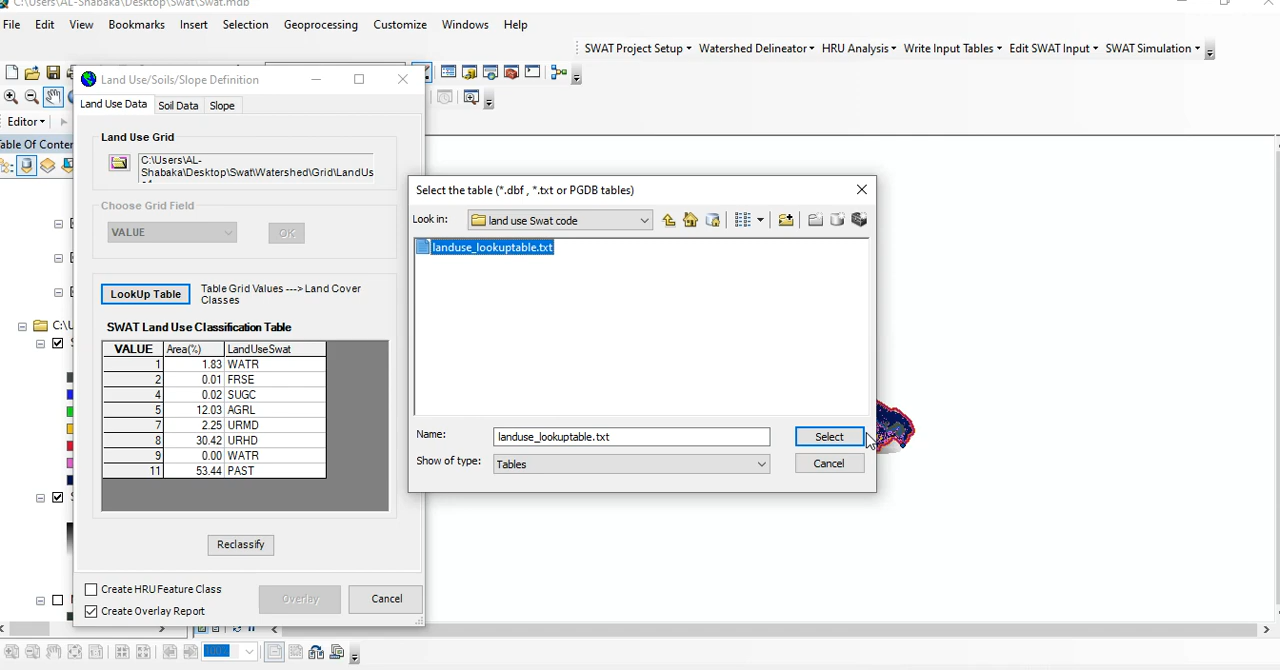 C:\Users\AL-Shabaka\Desktop\Swat\Swat.mdb
File Edit View Bookmarks Insert Selection Geoprocessing Customize Windows Help
SWAT Project Setup Watershed Delineator HRU Analysis Write Input Tables Edit SWAT Input SWAT Simulation
Land Use/Soils/Slope Definition
Editor
Land Use Data Soil Data Slope
Land Use Grid
C:\Users\AL-
Shabaka\Desktop\Swat\Watershed\Grid\LandUs
Choose Grid Field
VALUE OK
LookUp Table
Table Grid Values ---> Land Cover
Classes
SWAT Land Use Classification Table
VALUE Area(%) LandUseSwat
1 1.83 WATR
2 0.01 FRSE
4 0.02 SUGC
5 12.03 AGRL
7 2.25 URMD
8 30.42 URHD
9 0.00 WATR
11 53.44 PAST
Reclassify
Create HRU Feature Class
Create Overlay Report
Overlay Cancel
Select the table (*.dbf , *.txt or PGDB tables)
Look in: land use Swat code
landuse_lookuptable.txt
Name: landuse_lookuptable.txt Select
Show of type: Tables Cancel